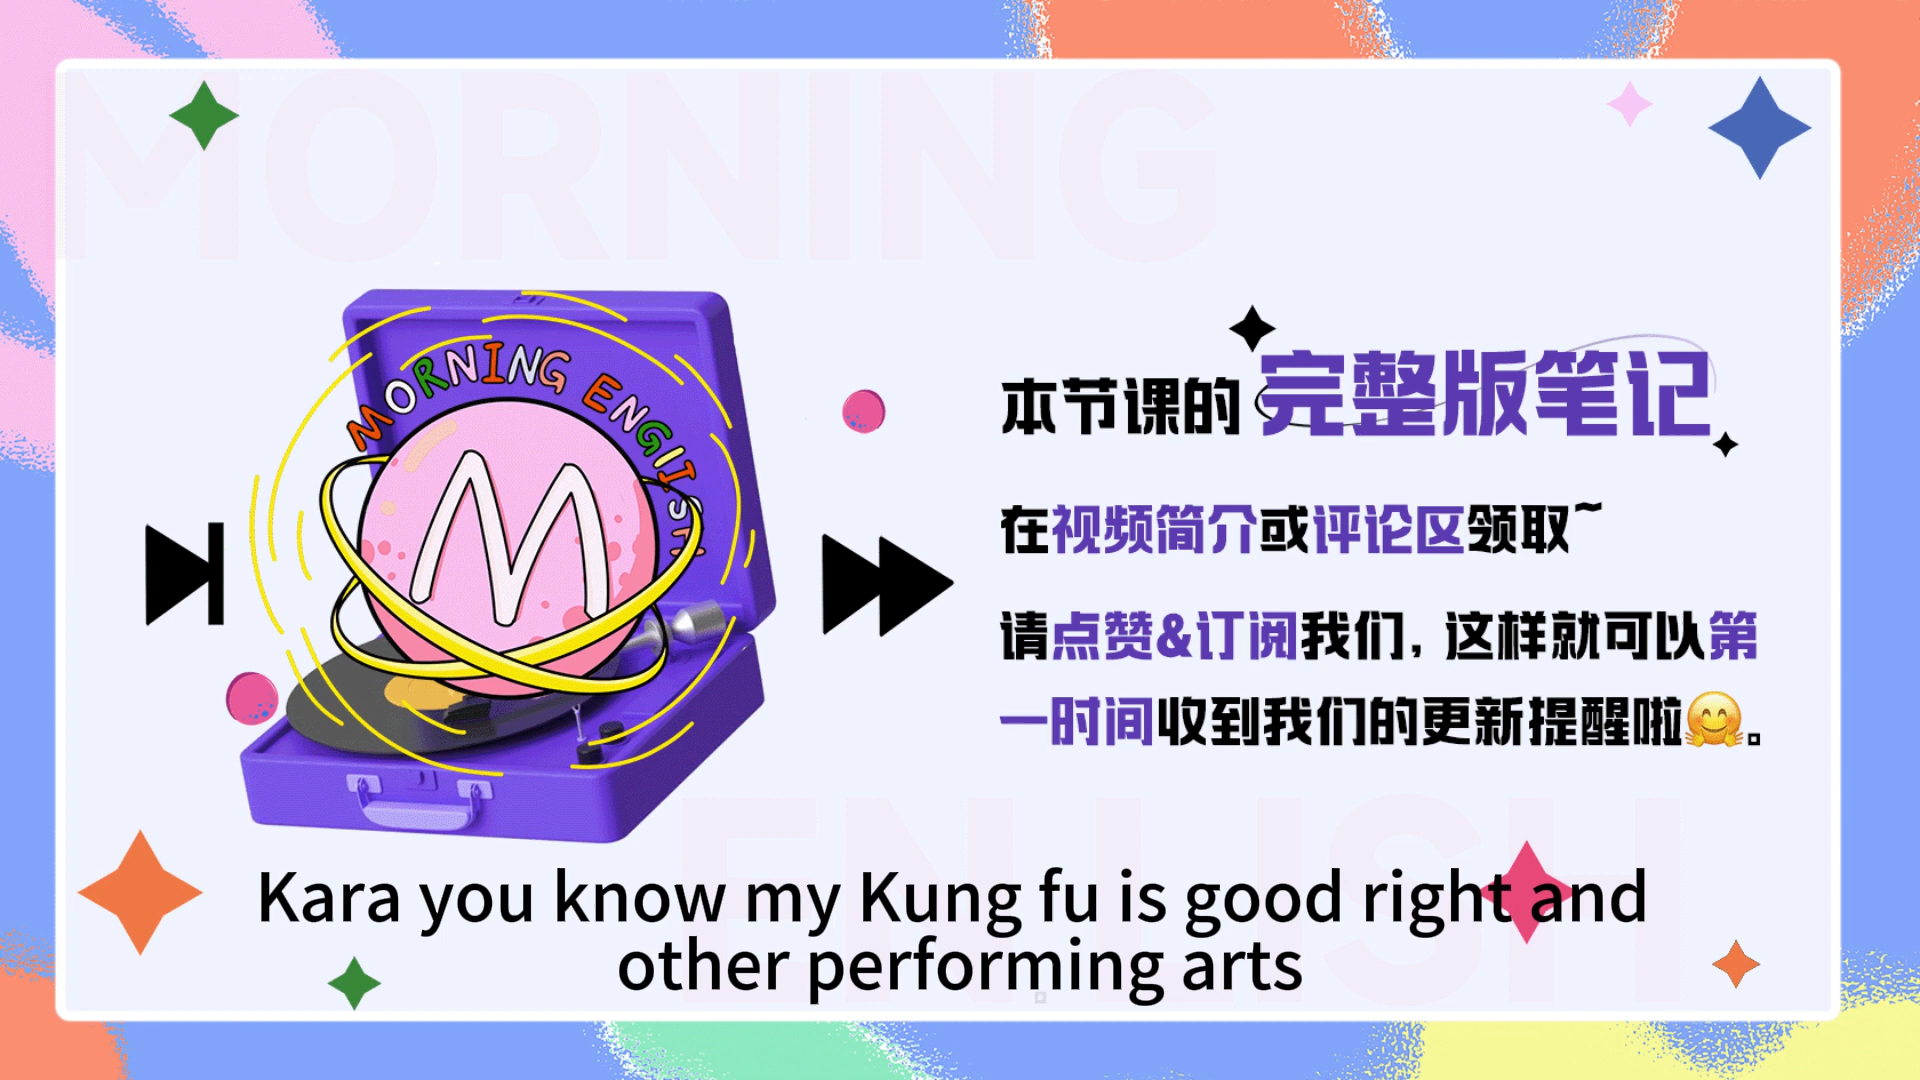 MORNING
MORNING ENGLISH
M
本节课的完整版笔记
在视频简介或评论区领取~
请点赞&订阅我们，这样就可以第
一时间收到我们的更新提醒啦🤗。
Kara you know my Kung fu is good right and
other performing arts